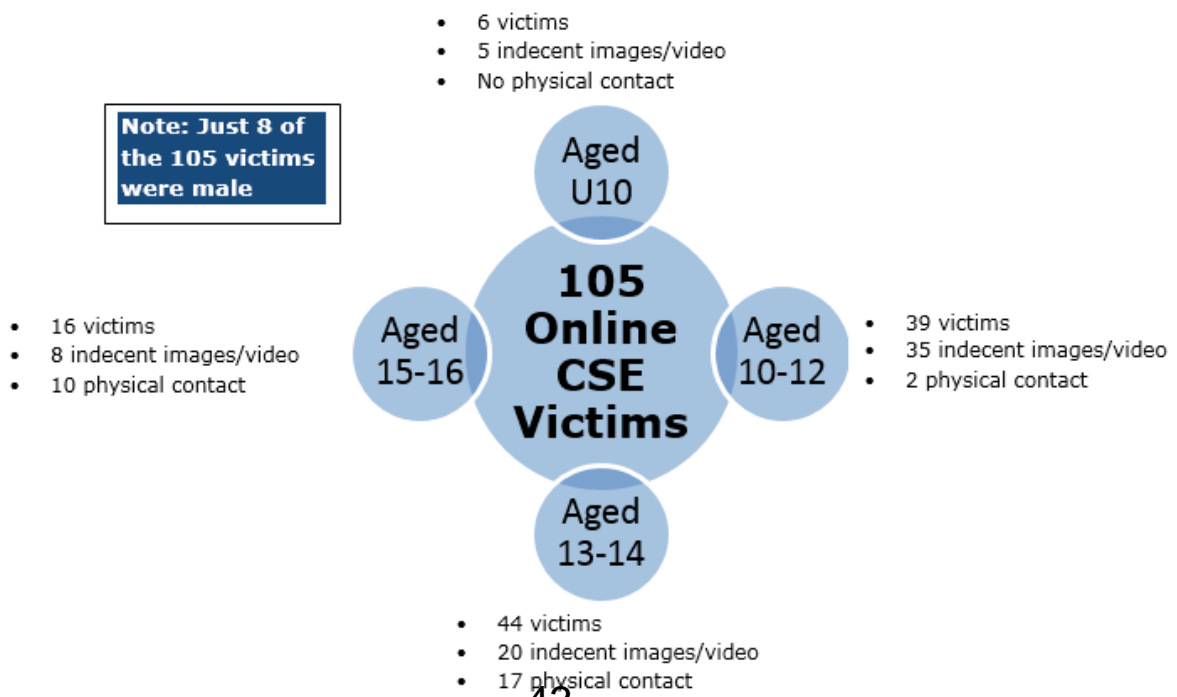 • 6 victims
• 5 indecent images/video
• No physical contact
Note: Just 8 of
the 105 victims
were male
Aged
U10
105
Online
CSE
Victims
Aged
15-16
• 16 victims
• 8 indecent images/video
• 10 physical contact
Aged
10-12
• 39 victims
• 35 indecent images/video
• 2 physical contact
Aged
13-14
• 44 victims
• 20 indecent images/video
• 17 physical contact